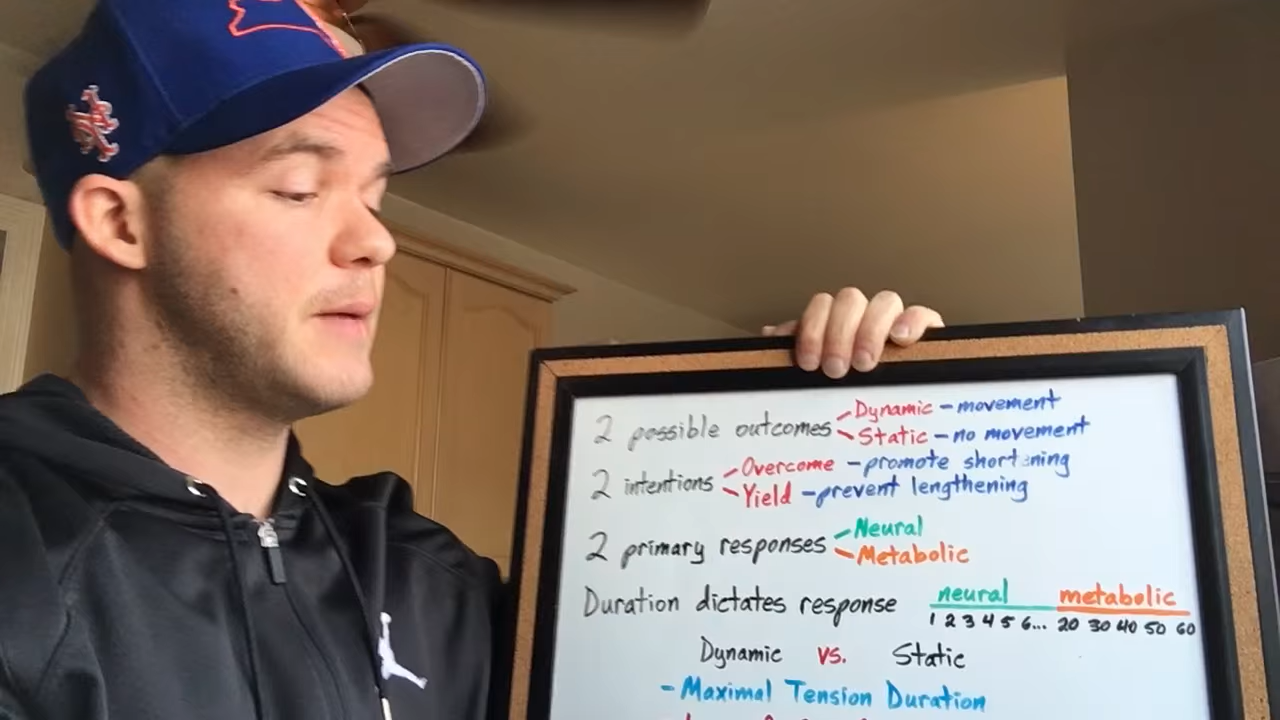 2 possible outcomes
Dynamic - movement
Static - no movement
2 intentions
Overcome - promote shortening
Yield - prevent lengthening
2 primary responses
Neural
Metabolic
Duration dictates response
neural metabolic
1 2 3 4 5 6... 20 30 40 50 60
Dynamic vs. Static
- Maximal Tension Duration